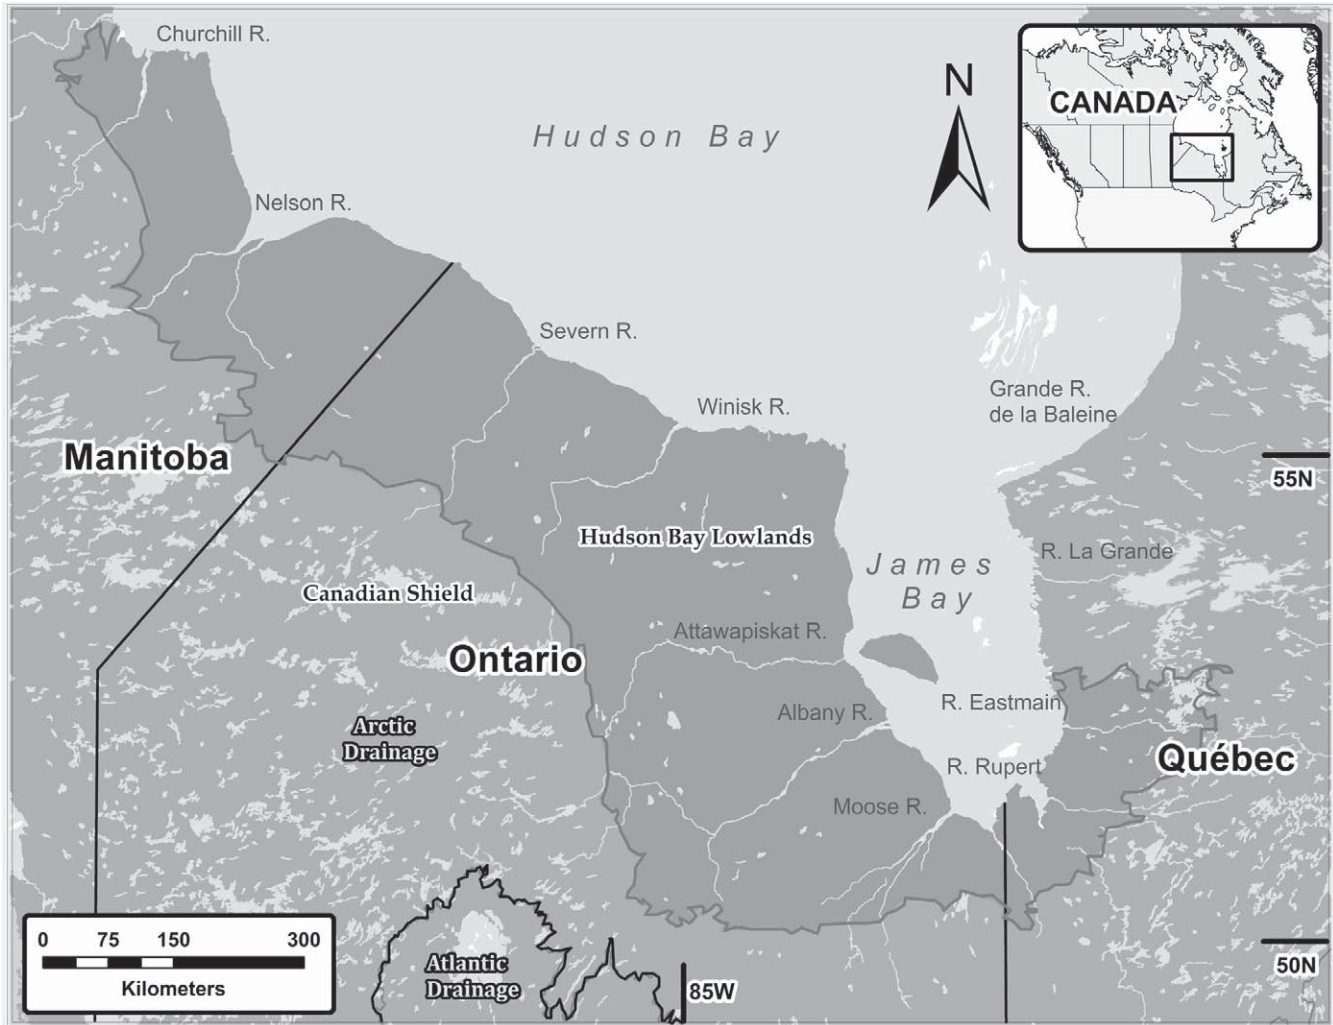 Churchill R.
N
CANADA
Hudson Bay
Nelson R.
Severn R.
Grande R.
de la Baleine
Winisk R.
Manitoba
55N
Hudson Bay Lowlands
James
Bay
R. La Grande
Canadian Shield
Attawapiskat R.
Ontario
R. Eastmain
Albany R.
Arctic
Drainage
Québec
R. Rupert
Moose R.
0 75 150 300
Kilometers
Atlantic
Drainage
85W
50N